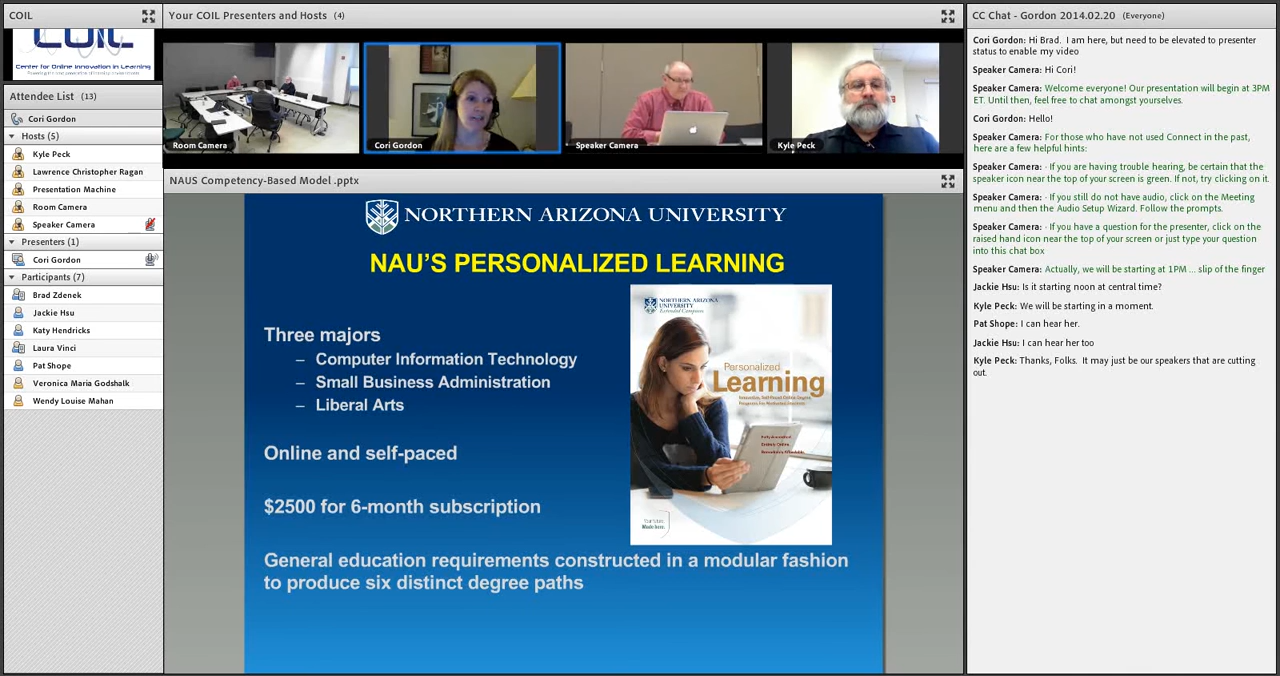 COIL
COIL
Center for Online Innovation in Learning
Attendee List (13)
Cori Gordon
Hosts (5)
Kyle Peck
Lawrence Christopher Ragan
Presentation Machine
Room Camera
Speaker Camera
Presenters (1)
Cori Gordon
Participants (7)
Brad Zdenek
Jackie Hsu
Katy Hendricks
Laura Vinci
Pat Shope
Veronica Maria Godshalk
Wendy Louise Mahan
Your COIL Presenters and Hosts (4)
Room Camera
Cori Gordon
Speaker Camera
Kyle Peck
NAUS Competency-Based Model .pptx
NORTHERN ARIZONA UNIVERSITY
NAU'S PERSONALIZED LEARNING
Three majors
– Computer Information Technology
– Small Business Administration
– Liberal Arts
Online and self-paced
$2500 for 6-month subscription
General education requirements constructed in a modular fashion
to produce six distinct degree paths
NORTHERN ARIZONA
UNIVERSITY
Extended Campuses
Personalized
Learning
CC Chat - Gordon 2014.02.20 (Everyone)
Cori Gordon: Hi Brad. I am here, but need to be elevated to presenter
status to enable my video
Speaker Camera: Hi Cori!
Speaker Camera: Welcome everyone! Our presentation will begin at 3PM
ET. Until then, feel free to chat amongst yourselves.
Cori Gordon: Hello!
Speaker Camera: For those who have not used Connect in the past,
here are a few helpful hints:
Speaker Camera: · If you are having trouble hearing, be certain that the
speaker icon near the top of your screen is green. If not, try clicking on it.
Speaker Camera: · If you still do not have audio, click on the Meeting
menu and then the Audio Setup Wizard. Follow the prompts.
Speaker Camera: · If you have a question for the presenter, click on the
raised hand icon near the top of your screen or just type your question
into this chat box
Speaker Camera: Actually, we will be starting at 1PM ... slip of the finger
Jackie Hsu: Is it starting noon at central time?
Kyle Peck: We will be starting in a moment.
Pat Shope: I can hear her.
Jackie Hsu: I can hear her too
Kyle Peck: Thanks, Folks. It may just be our speakers that are cutting
out.